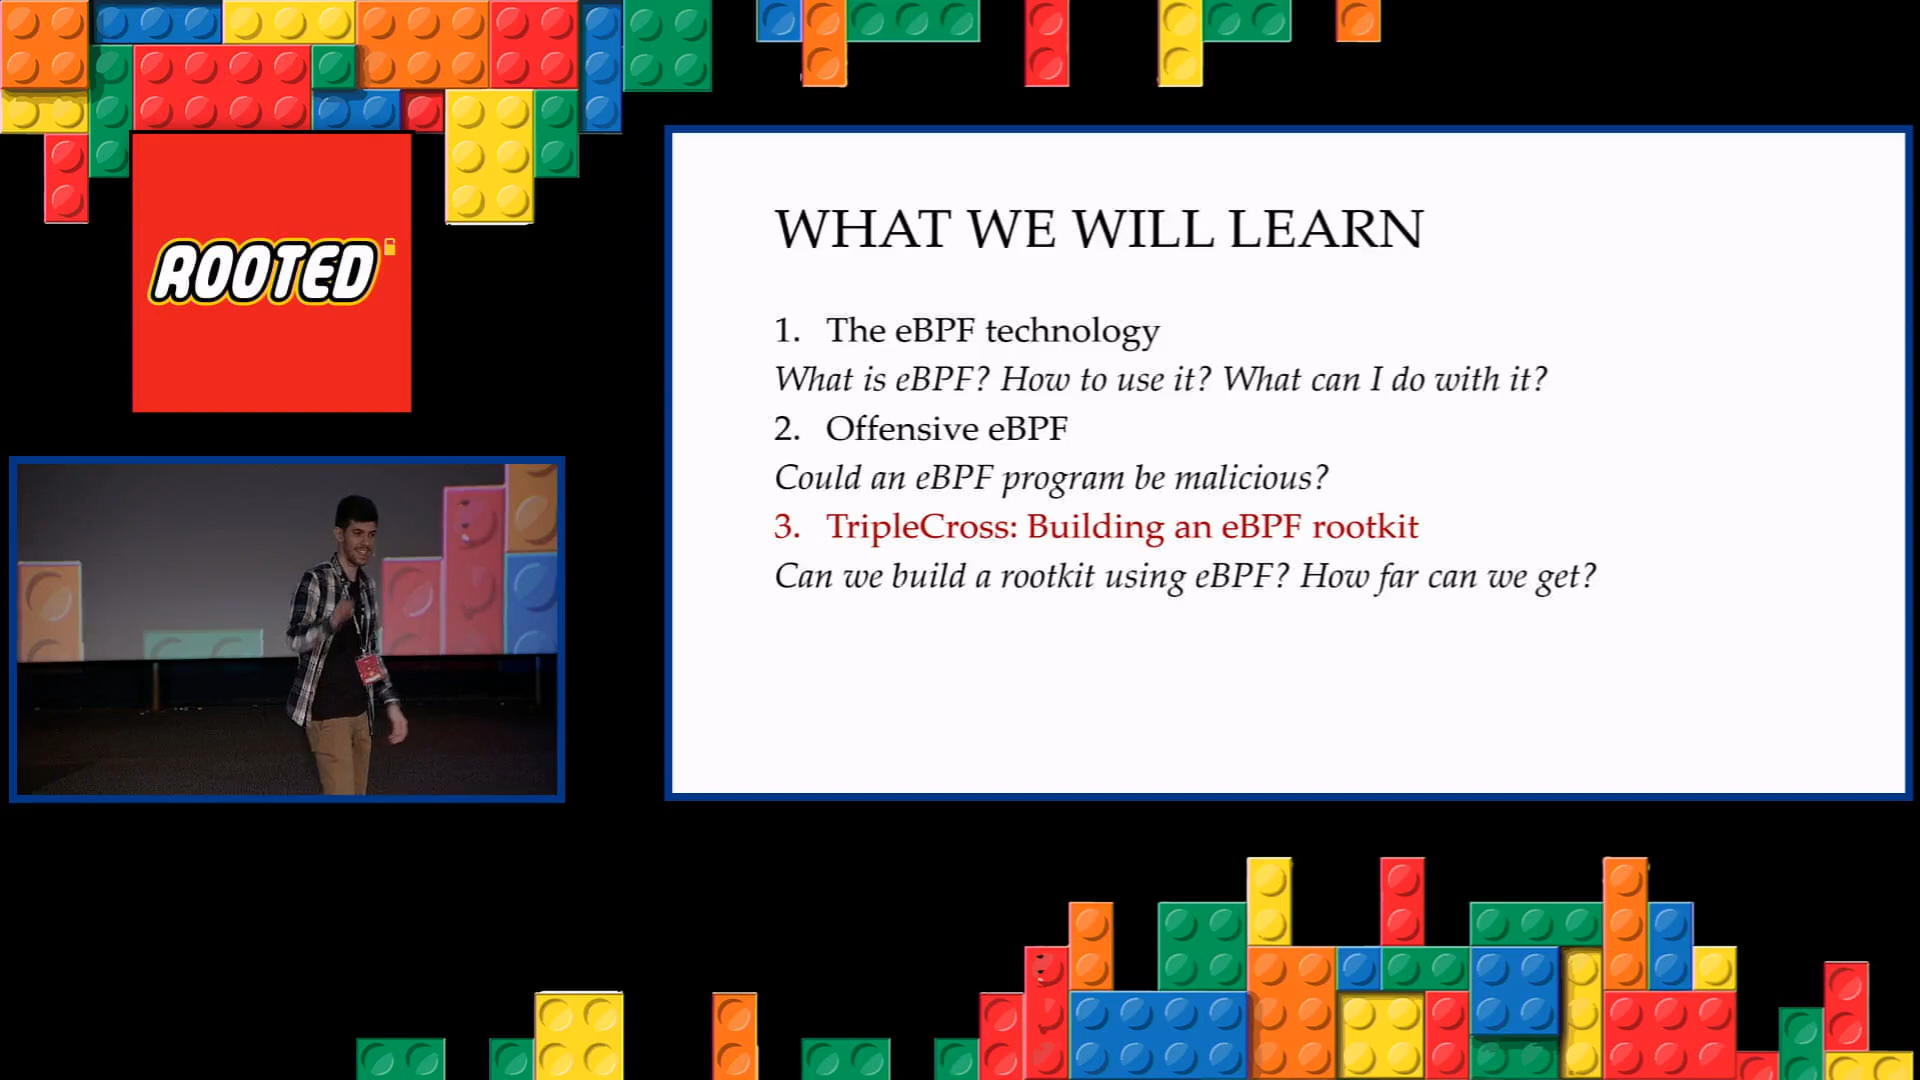 ROOTED
WHAT WE WILL LEARN
1. The eBPF technology
What is eBPF? How to use it? What can I do with it?
2. Offensive eBPF
Could an eBPF program be malicious?
3. TripleCross: Building an eBPF rootkit
Can we build a rootkit using eBPF? How far can we get?